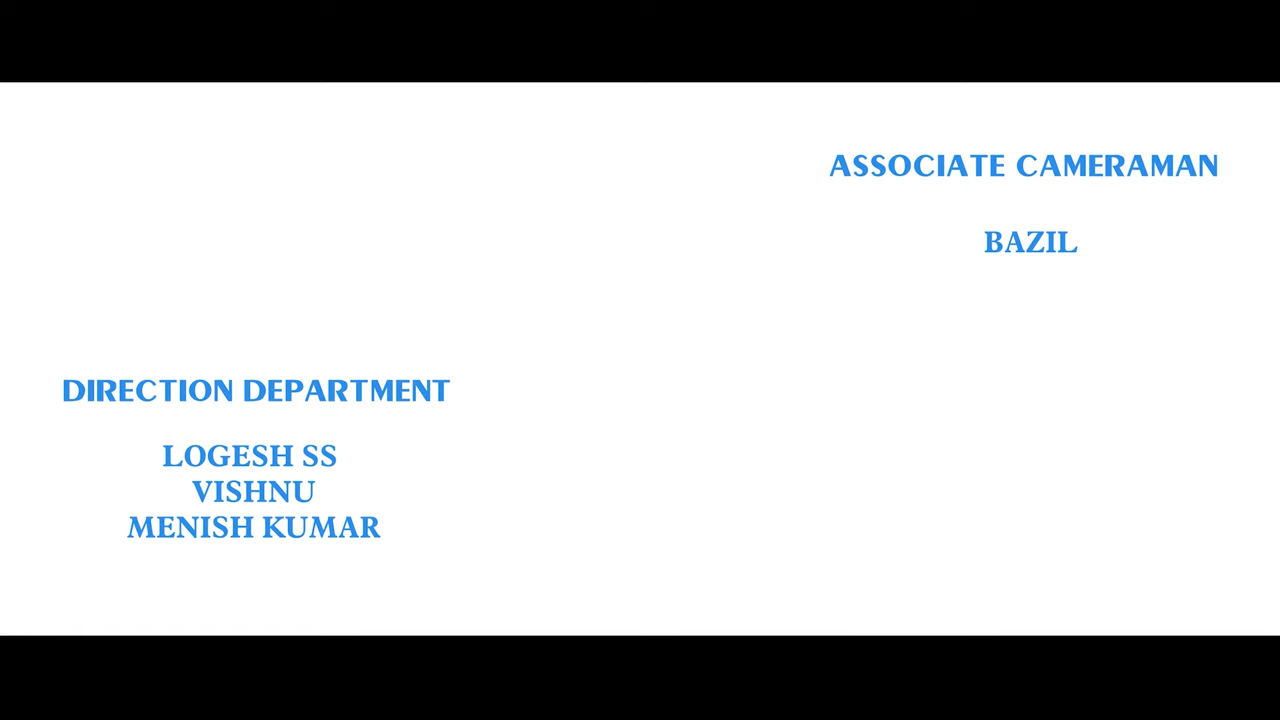 ASSOCIATE CAMERAMAN
BAZIL
DIRECTION DEPARTMENT
LOGESH SS
VISHNU
MENISH KUMAR